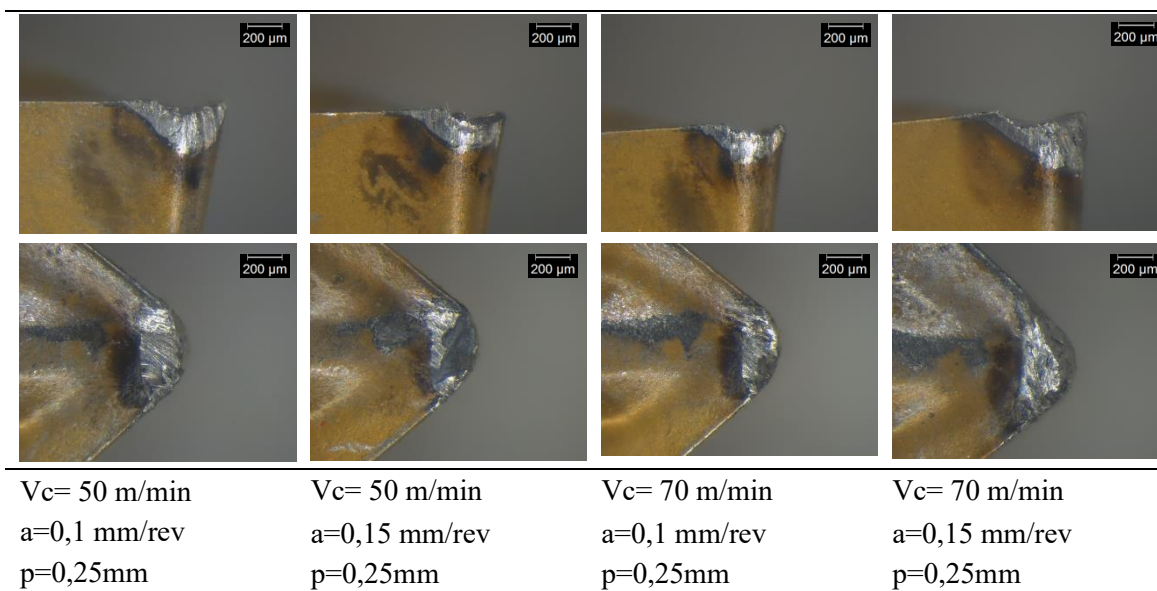 200 µm
200 µm
200 µm
200 µm
200 µm
200 µm
200 µm
200 µm
Vc= 50 m/min
a=0,1 mm/rev
p=0,25mm
Vc= 50 m/min
a=0,15 mm/rev
p=0,25mm
Vc= 70 m/min
a=0,1 mm/rev
p=0,25mm
Vc= 70 m/min
a=0,15 mm/rev
p=0,25mm